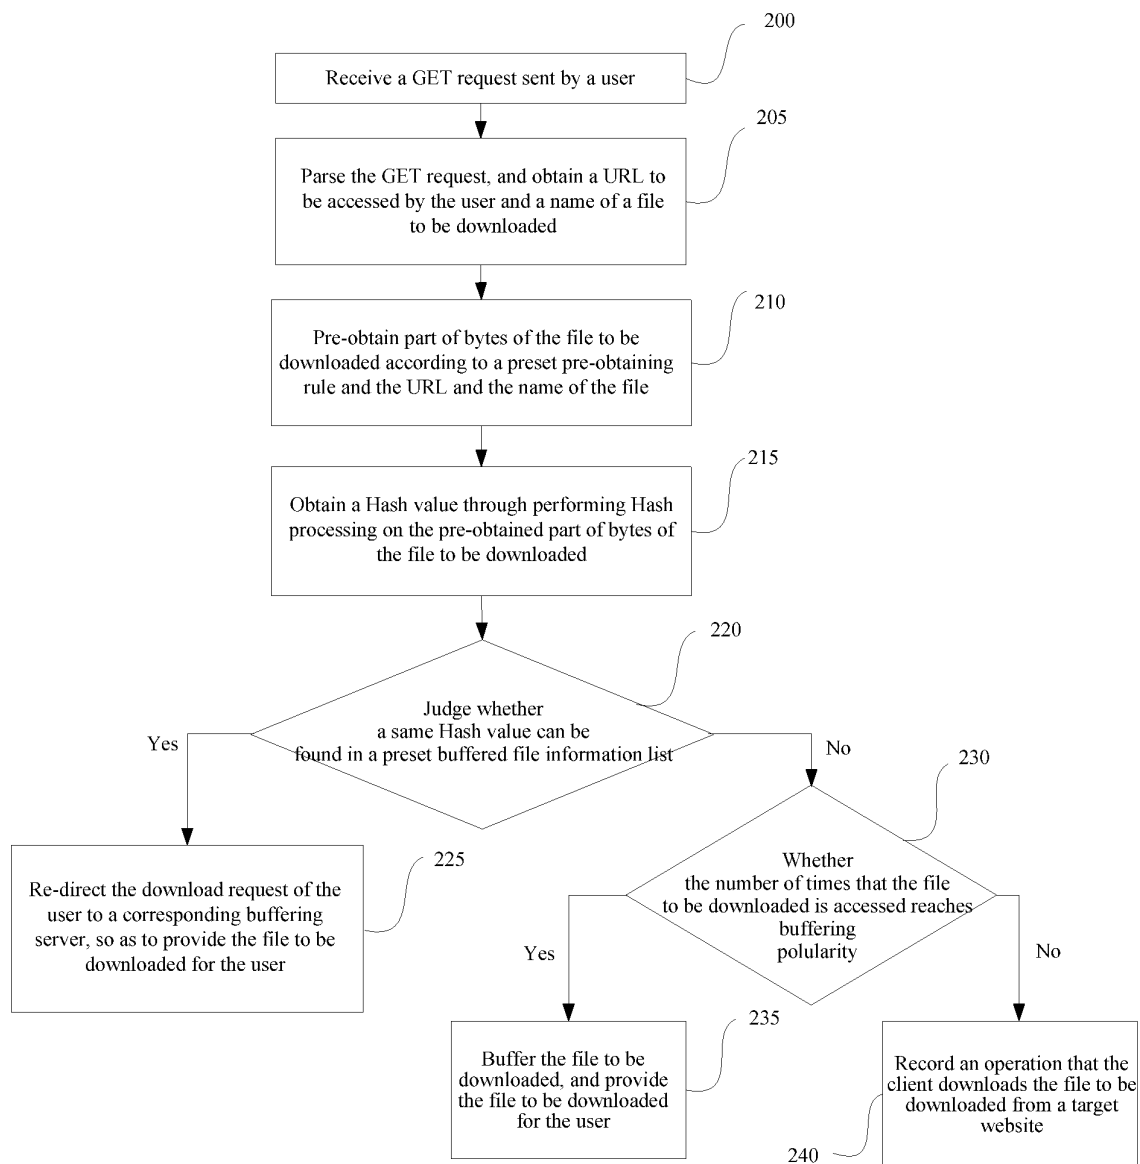 200
Receive a GET request sent by a user
205
Parse the GET request, and obtain a URL to
be accessed by the user and a name of a file
to be downloaded
210
Pre-obtain part of bytes of the file to be
downloaded according to a preset pre-obtaining
rule and the URL and the name of the file
215
Obtain a Hash value through performing Hash
processing on the pre-obtained part of bytes of
the file to be downloaded
220
Judge whether
a same Hash value can be
found in a preset buffered file information list
Yes
No
225
Re-direct the download request of the
user to a corresponding buffering
server, so as to provide the file to be
downloaded for the user
230
Whether
the number of times that the file
to be downloaded is accessed reaches
buffering
polularity
Yes
No
235
Buffer the file to be
downloaded, and provide
the file to be downloaded
for the user
Record an operation that the
client downloads the file to be
downloaded from a target
website
240